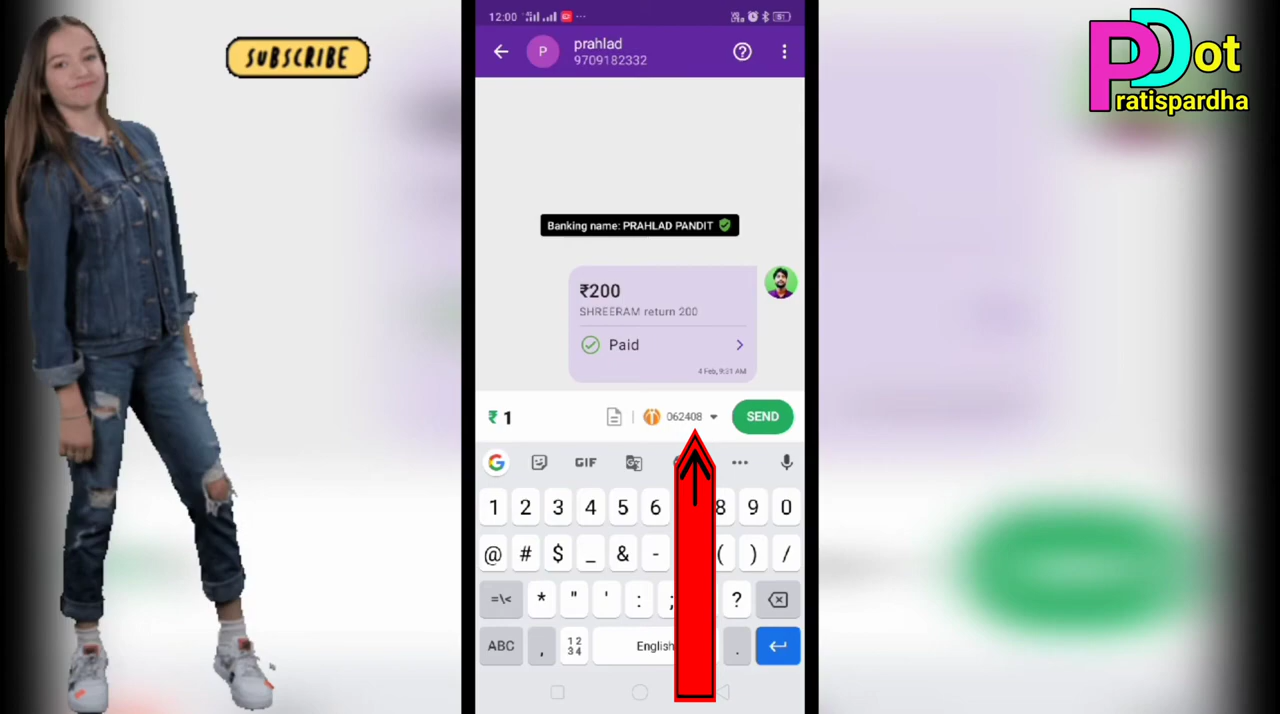 SUBSCRIBE
PDot
Pratispardha
12:00
P
prahlad
9709182332
Banking name: PRAHLAD PANDIT
₹200
SHREERAM return 200
Paid
4 Feb, 9:31 AM
₹ 1
062408
SEND
G
GIF
1 2 3 4 5 6 8 9 0
@ # $ _ & - ( ) /
=\< * " ' : ; ?
ABC , 12 34 English .